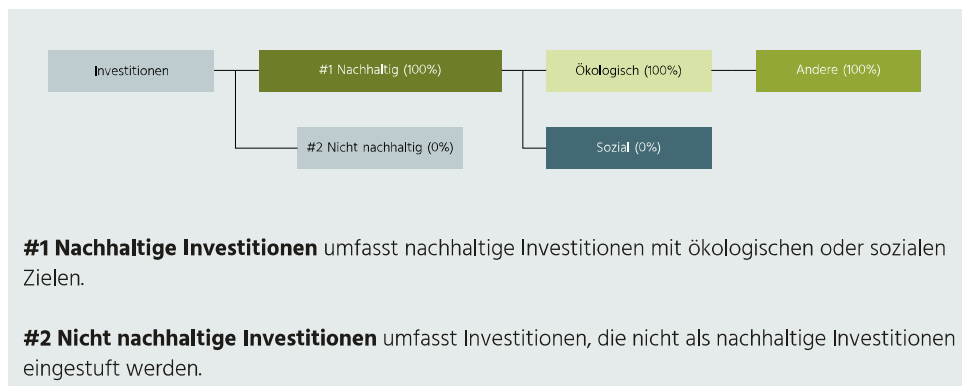 Investitionen
#1 Nachhaltig (100%)
Ökologisch (100%)
Andere (100%)
#2 Nicht nachhaltig (0%)
Sozial (0%)
#1 Nachhaltige Investitionen umfasst nachhaltige Investitionen mit ökologischen oder sozialen
Zielen.
#2 Nicht nachhaltige Investitionen umfasst Investitionen, die nicht als nachhaltige Investitionen
eingestuft werden.